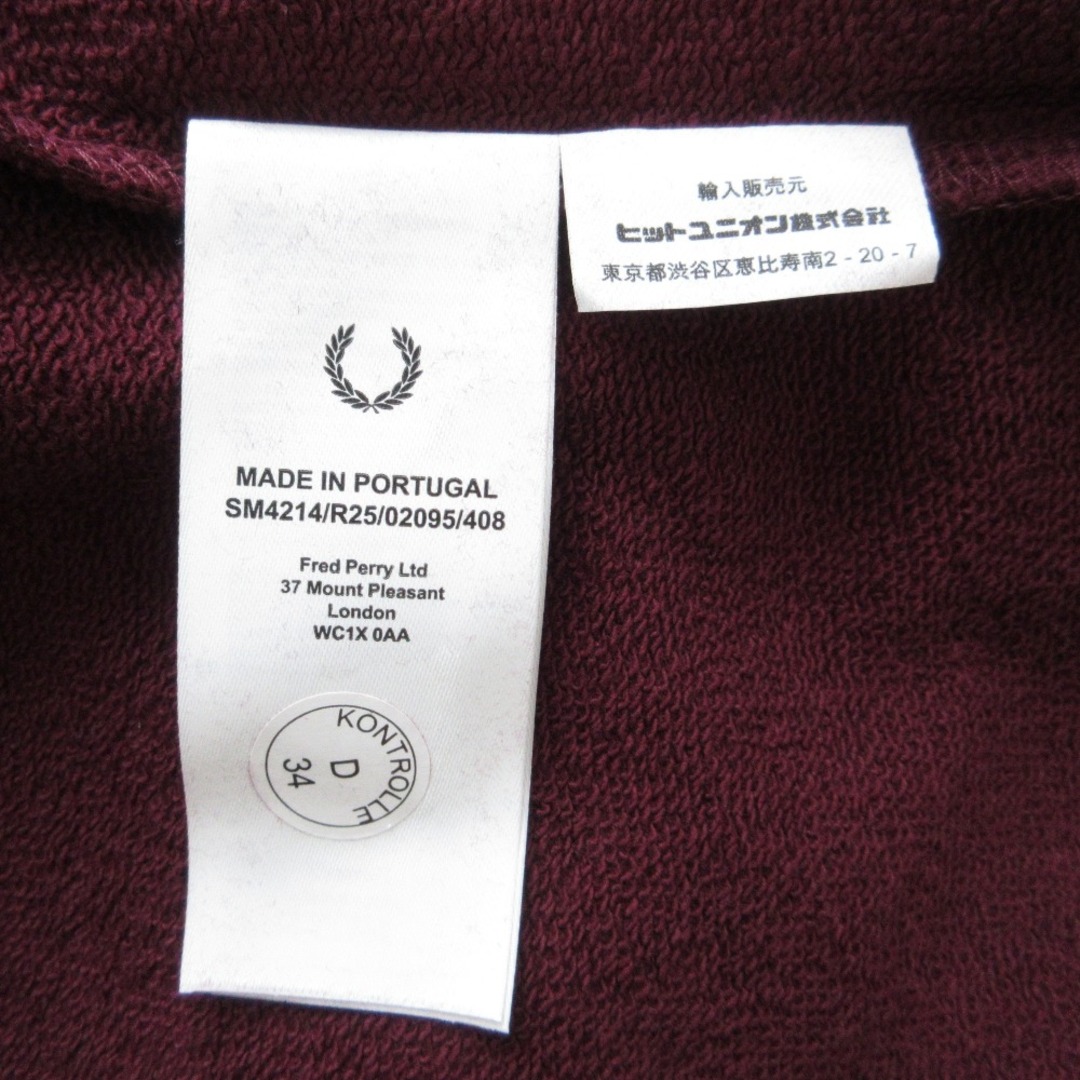 輸入販売元
ヒットユニオン株式会社
東京都渋谷区恵比寿南2-20-7
MADE IN PORTUGAL
SM4214/R25/02095/408
Fred Perry Ltd
37 Mount Pleasant
London
WC1X 0AA
KONTROLLE
D
34